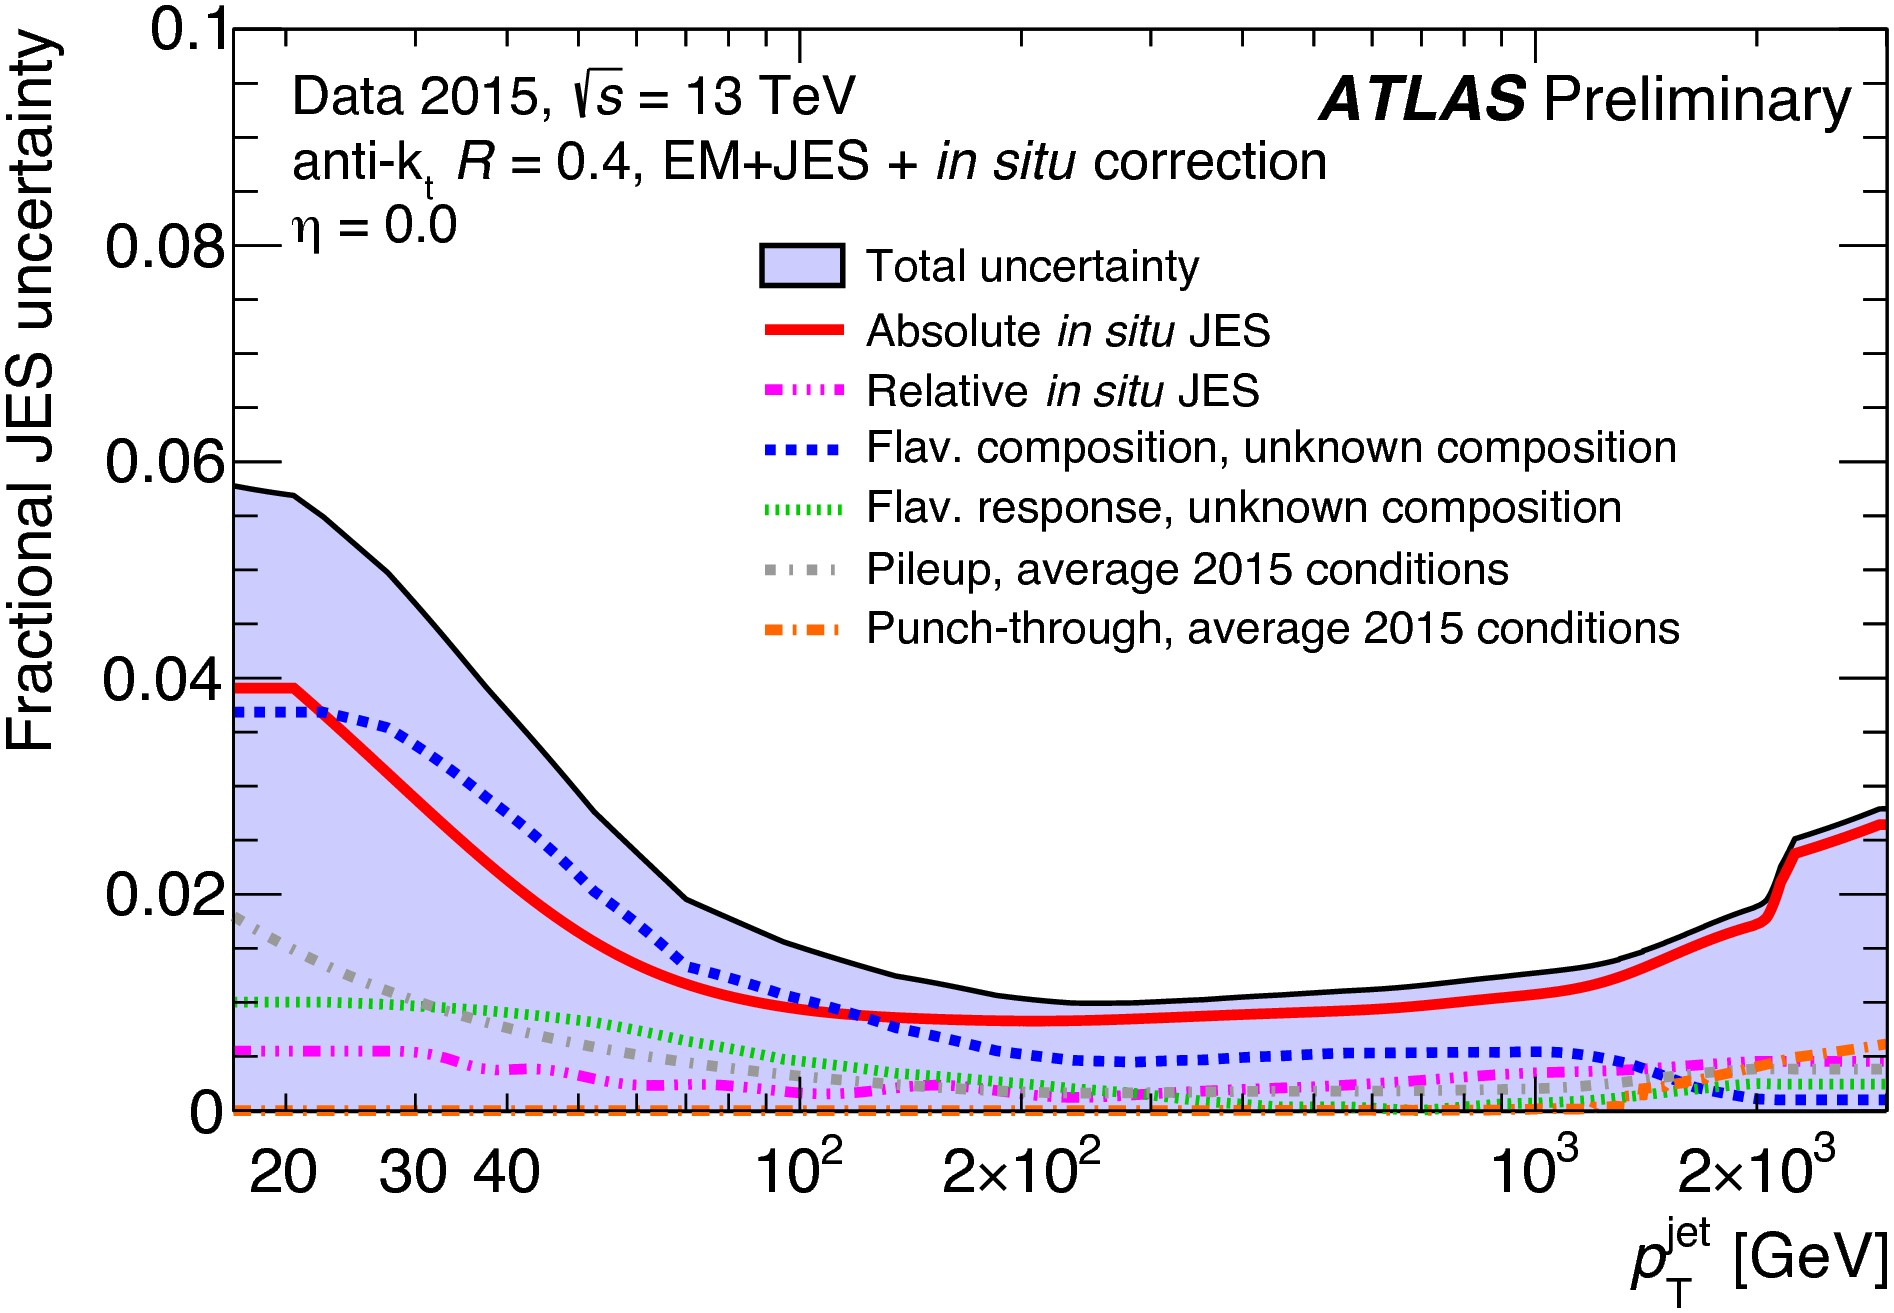 Fractional JES uncertainty
0.1
0.08
0.06
0.04
0.02
0
Data 2015, √s = 13 TeV
ATLAS Preliminary
anti-kt R = 0.4, EM+JES + in situ correction
η = 0.0
Total uncertainty
Absolute in situ JES
Relative in situ JES
Flav. composition, unknown composition
Flav. response, unknown composition
Pileup, average 2015 conditions
Punch-through, average 2015 conditions
20 30 40 10² 2×10² 10³ 2×10³
p_T^jet [GeV]